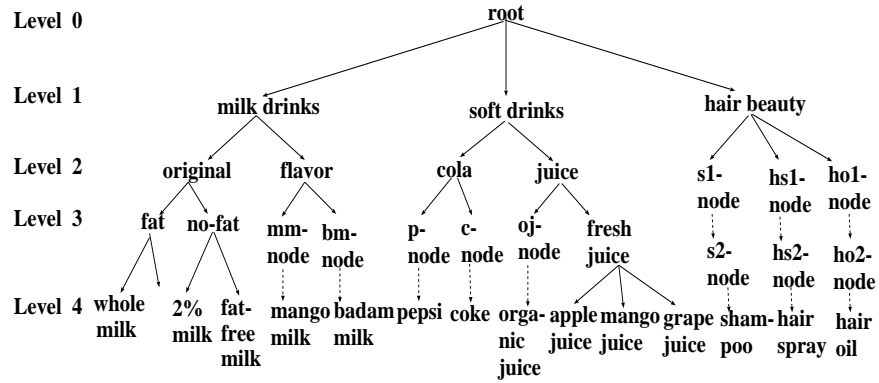 Level 0
root
Level 1
milk drinks
soft drinks
hair beauty
Level 2
original
flavor
cola
juice
s1-
node
hs1-
node
ho1-
node
Level 3
fat
no-fat
mm-
node
bm-
node
p-
node
c-
node
oj-
node
fresh
juice
s2-
node
hs2-
node
ho2-
node
Level 4
whole
milk
2%
milk
fat-
free
milk
mango
milk
badam
milk
pepsi
coke
orga-
nic
juice
apple
juice
mango
juice
grape
juice
sham-
poo
hair
spray
hair
oil